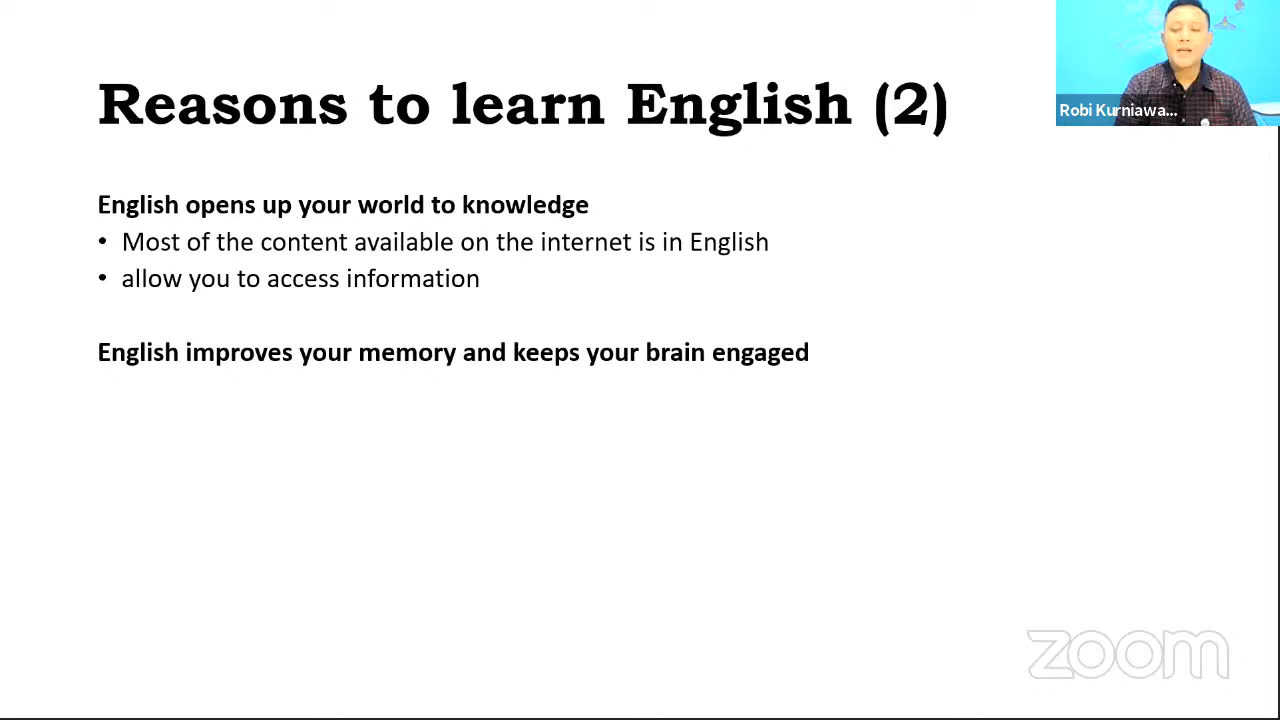 Reasons to learn English (2)
Robi Kurniawa...
English opens up your world to knowledge
• Most of the content available on the internet is in English
• allow you to access information
English improves your memory and keeps your brain engaged
zoom